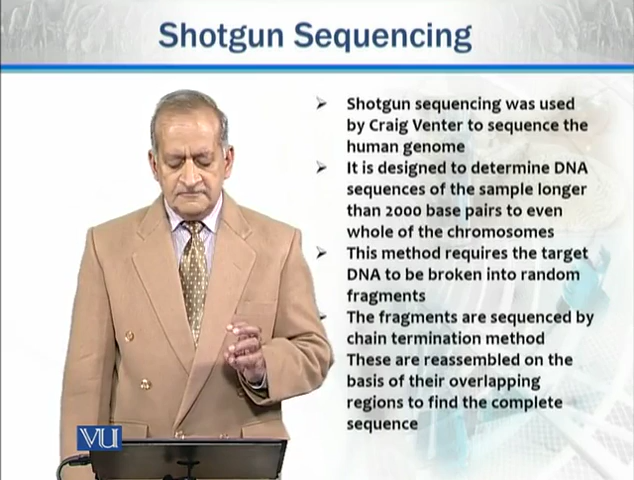 Shotgun Sequencing
➤ Shotgun sequencing was used
by Craig Venter to sequence the
human genome
➤ It is designed to determine DNA
sequences of the sample longer
than 2000 base pairs to even
whole of the chromosomes
➤ This method requires the target
DNA to be broken into random
fragments
➤ The fragments are sequenced by
chain termination method
These are reassembled on the
basis of their overlapping
regions to find the complete
sequence
VU